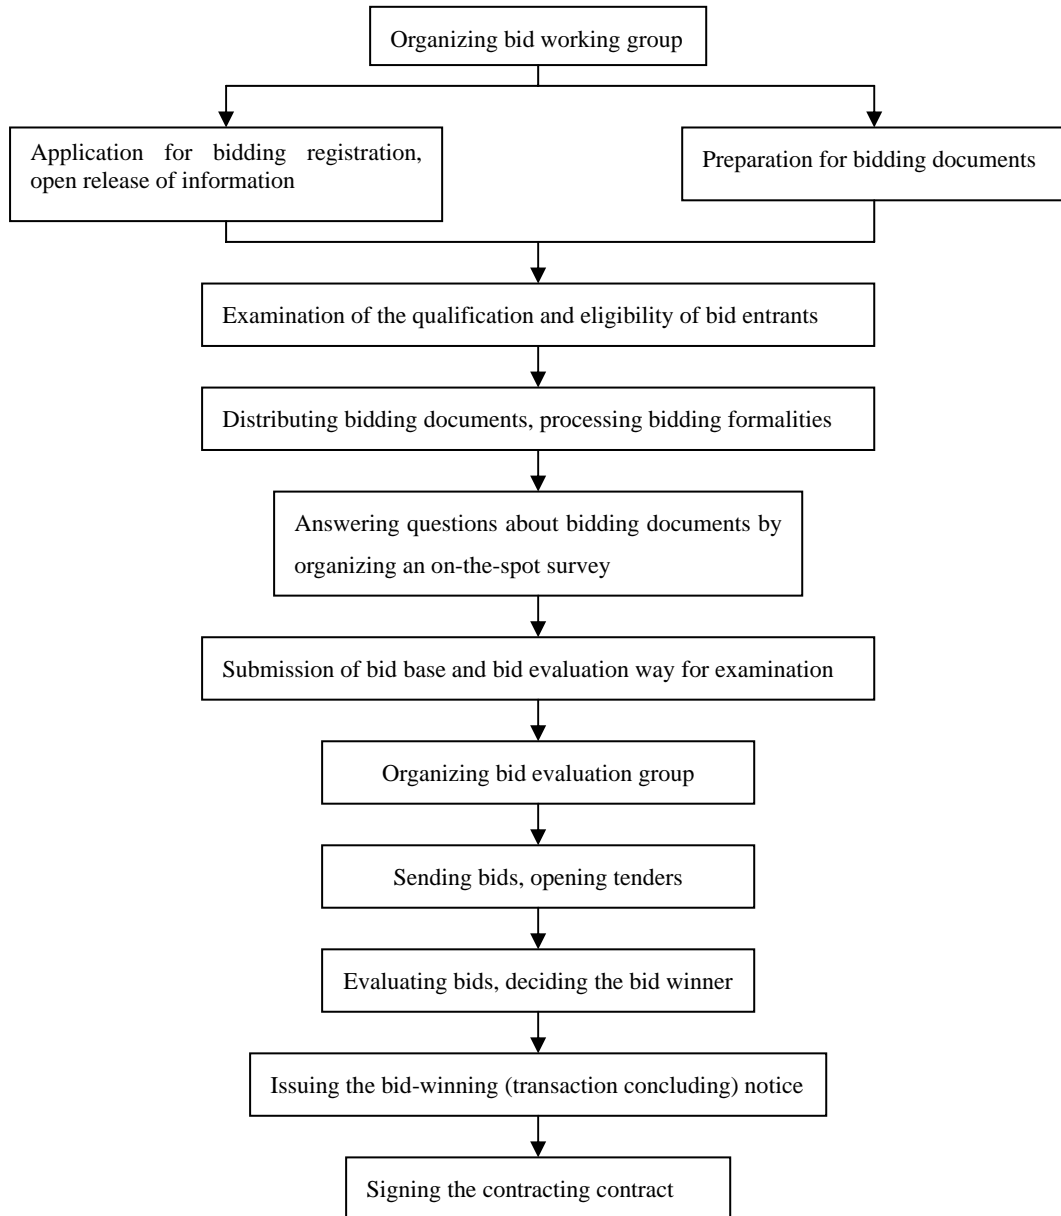 Organizing bid working group
Application for bidding registration,
open release of information
Preparation for bidding documents
Examination of the qualification and eligibility of bid entrants
Distributing bidding documents, processing bidding formalities
Answering questions about bidding documents by
organizing an on-the-spot survey
Submission of bid base and bid evaluation way for examination
Organizing bid evaluation group
Sending bids, opening tenders
Evaluating bids, deciding the bid winner
Issuing the bid-winning (transaction concluding) notice
Signing the contracting contract